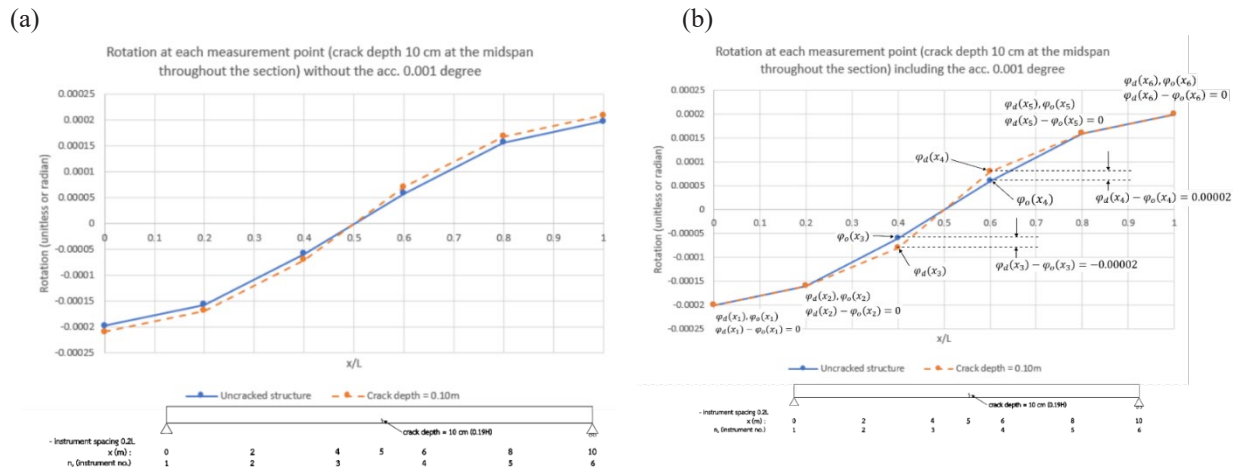 (a)
Rotation at each measurement point (crack depth 10 cm at the midspan
throughout the section) without the acc. 0.001 degree
Rotation (unitless or radian)
0.00025
0.0002
0.00015
0.0001
0.00005
0
-0.00005
-0.0001
-0.00015
-0.0002
-0.00025
0 0.1 0.2 0.3 0.4 0.5 0.6 0.7 0.8 0.9 1
x/L
Uncracked structure Crack depth = 0.10m
crack depth = 10 cm (0.19H)
- instrument spacing 0.2L
x (m) : 0 2 4 5 6 8 10
n, (instrument no.) 1 2 3 4 5 6
(b)
Rotation at each measurement point (crack depth 10 cm at the midspan
throughout the section) including the acc. 0.001 degree
Rotation (unitless or radian)
0.00025
0.0002
0.00015
0.0001
0.00005
0
-0.00005
-0.0001
-0.00015
-0.0002
-0.00025
0 0.1 0.2 0.3 0.4 0.5 0.6 0.7 0.8 0.9 1
φd(x6), φo(x6)
φd(x6) − φo(x6) = 0
φd(x5), φo(x5)
φd(x5) − φo(x5) = 0
φd(x4)
φo(x4)
φd(x4) − φo(x4) = 0.00002
φo(x3)
φd(x3)
φd(x3) − φo(x3) = −0.00002
φd(x2), φo(x2)
φd(x2) − φo(x2) = 0
φd(x1), φo(x1)
φd(x1) − φo(x1) = 0
x/L
Uncracked structure Crack depth = 0.10m
crack depth = 10 cm (0.19H)
- instrument spacing 0.2L
x (m) : 0 2 4 5 6 8 10
n, (instrument no.) 1 2 3 4 5 6